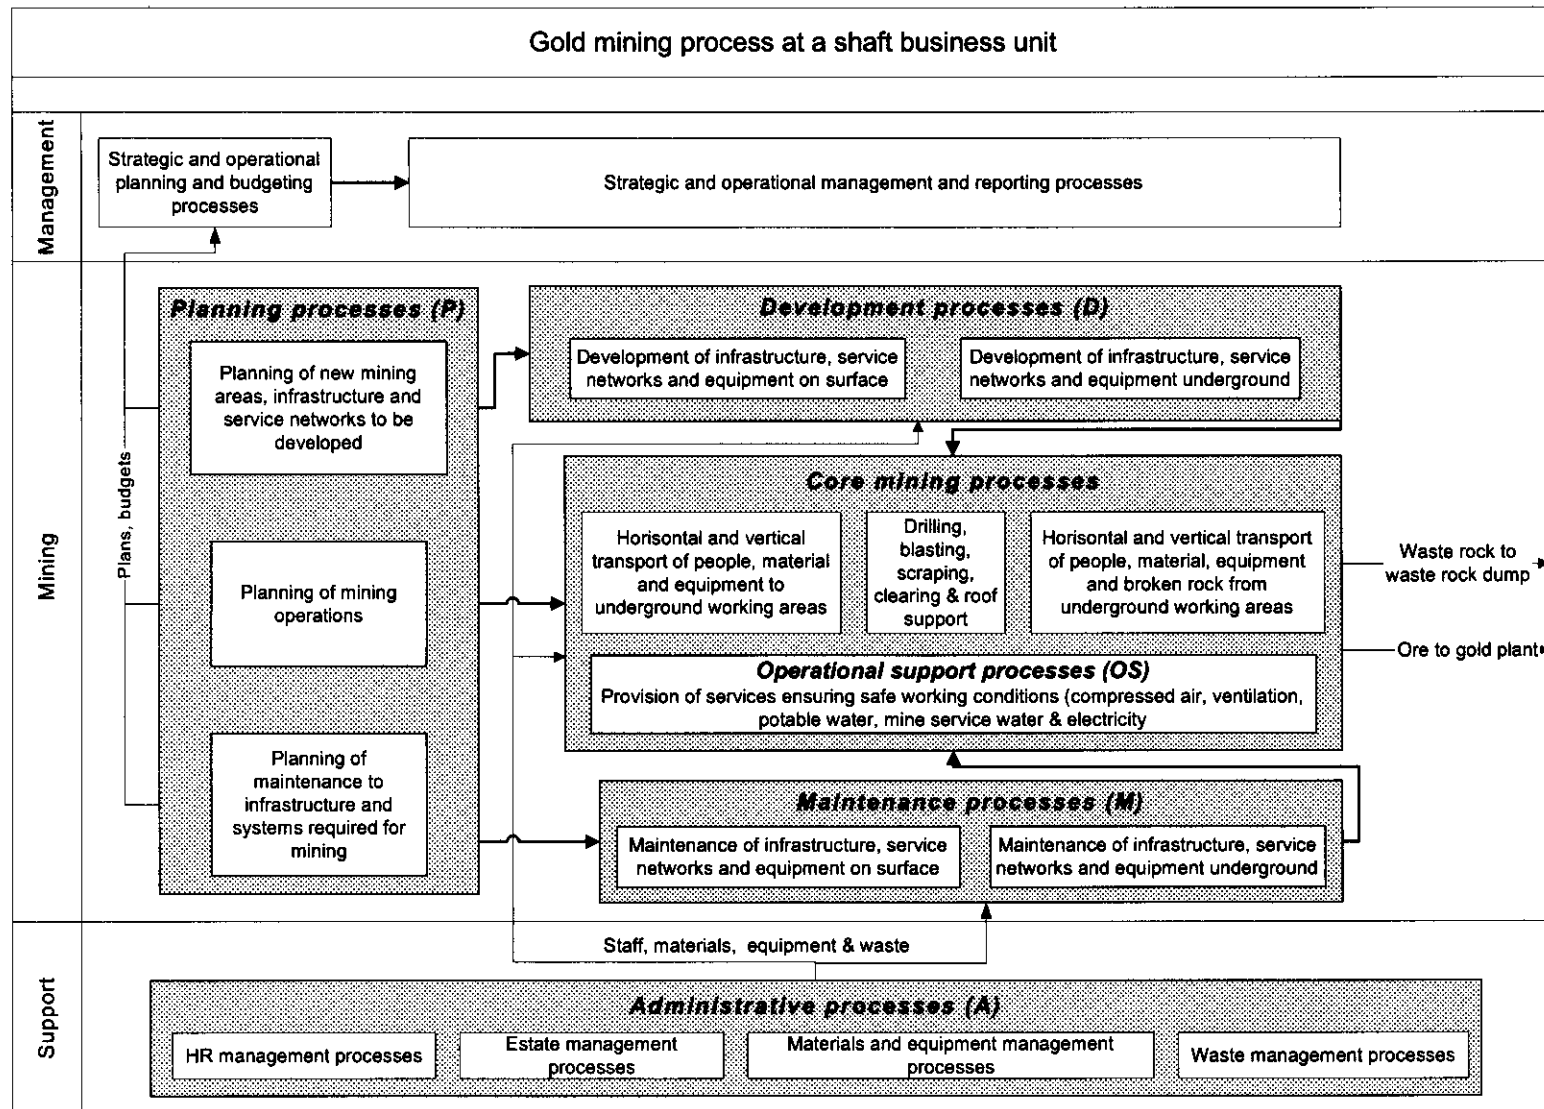 Gold mining process at a shaft business unit
Management
Strategic and operational
planning and budgeting
processes
Strategic and operational management and reporting processes
Mining
Plans, budgets
Planning processes (P)
Planning of new mining
areas, infrastructure and
service networks to be
developed
Planning of mining
operations
Planning of
maintenance to
infrastructure and
systems required for
mining
Development processes (D)
Development of infrastructure, service
networks and equipment on surface
Development of infrastructure, service
networks and equipment underground
Core mining processes
Horisontal and vertical
transport of people, material
and equipment to
underground working areas
Drilling,
blasting,
scraping,
clearing & roof
support
Horisontal and vertical transport
of people, material, equipment
and broken rock from
underground working areas
Waste rock to
waste rock dump
Ore to gold plant
Operational support processes (OS)
Provision of services ensuring safe working conditions (compressed air, ventilation,
potable water, mine service water & electricity
Maintenance processes (M)
Maintenance of infrastructure, service
networks and equipment on surface
Maintenance of infrastructure, service
networks and equipment underground
Support
Staff, materials, equipment & waste
Administrative processes (A)
HR management processes
Estate management
processes
Materials and equipment management
processes
Waste management processes